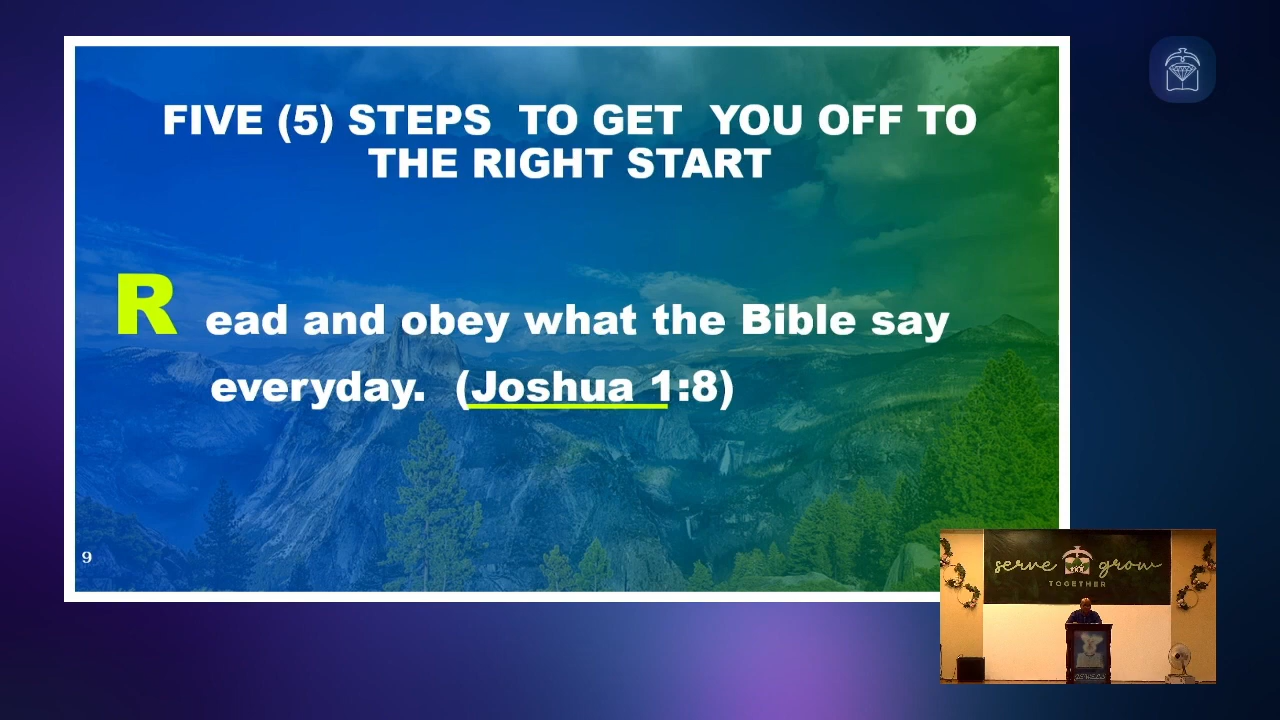 FIVE (5) STEPS TO GET YOU OFF TO
THE RIGHT START
R ead and obey what the Bible say
everyday. (Joshua 1:8)
9
serve grow
TOGETHER
JEWELS